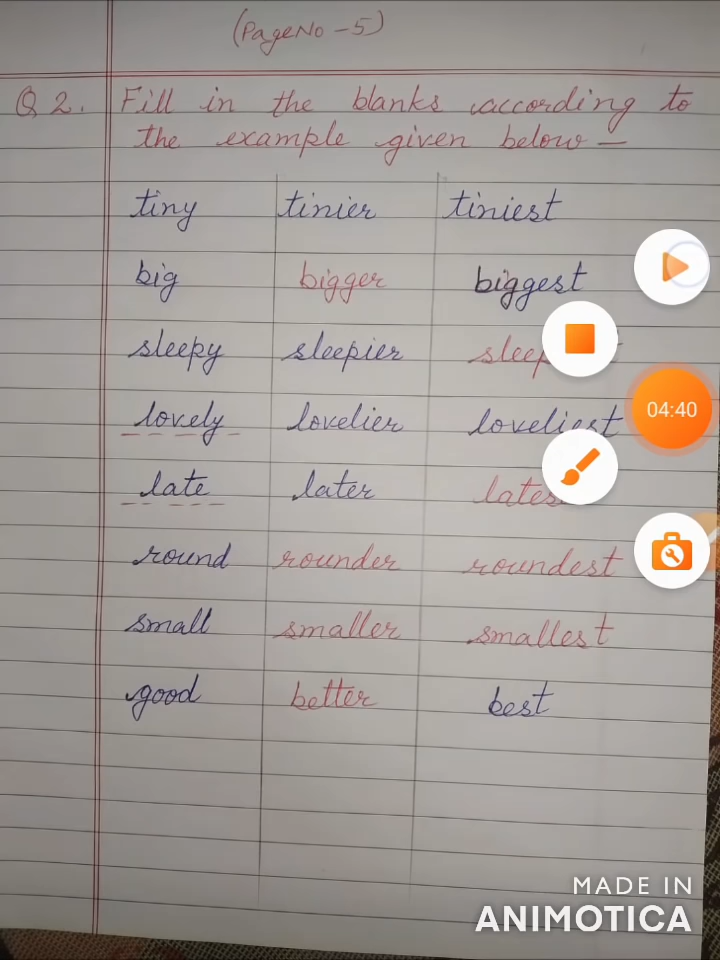 (Page No - 5)
Q 2. Fill in the blanks according to
the example given below —
tiny tinier tiniest
big bigger biggest
sleepy sleepier
lovely lovelier loveliest
late later
round rounder roundest
small smaller smallest
good better best
04:40
MADE IN
ANIMOTICA